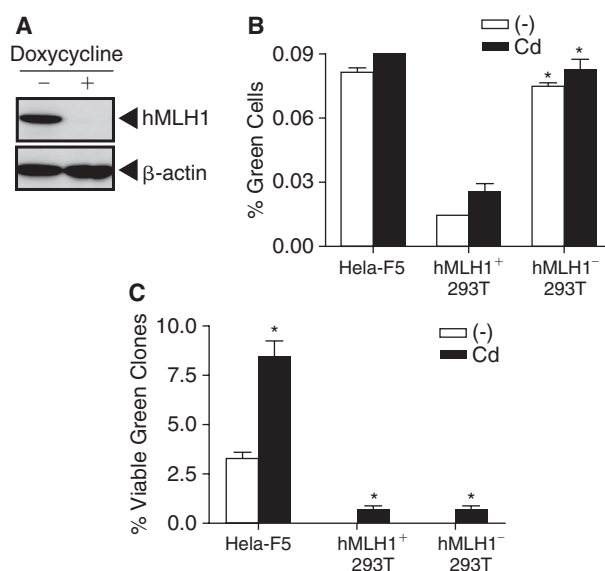 A
Doxycycline
− +
hMLH1
β-actin
B
(-)
Cd
% Green Cells
0.09
0.06
0.03
0.00
* *
Hela-F5 hMLH1⁺ 293T hMLH1⁻ 293T
C
(-)
Cd
% Viable Green Clones
10.0
7.5
5.0
2.5
0.0
* * *
Hela-F5 hMLH1⁺ 293T hMLH1⁻ 293T